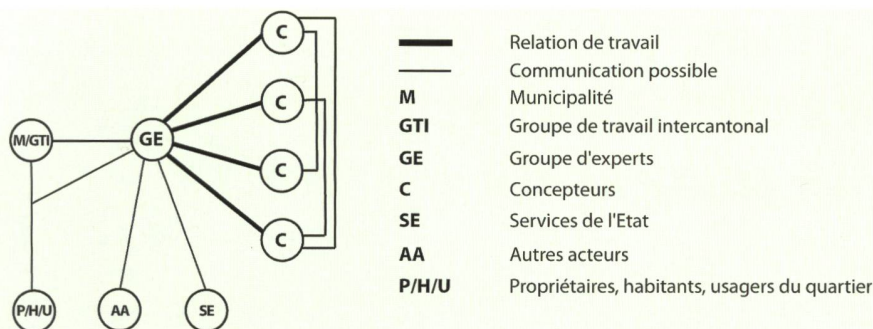 C
C
C
C
M/GTI
GE
P/H/U
AA
SE
Relation de travail
Communication possible
M Municipalité
GTI Groupe de travail intercantonal
GE Groupe d'experts
C Concepteurs
SE Services de l'Etat
AA Autres acteurs
P/H/U Propriétaires, habitants, usagers du quartier